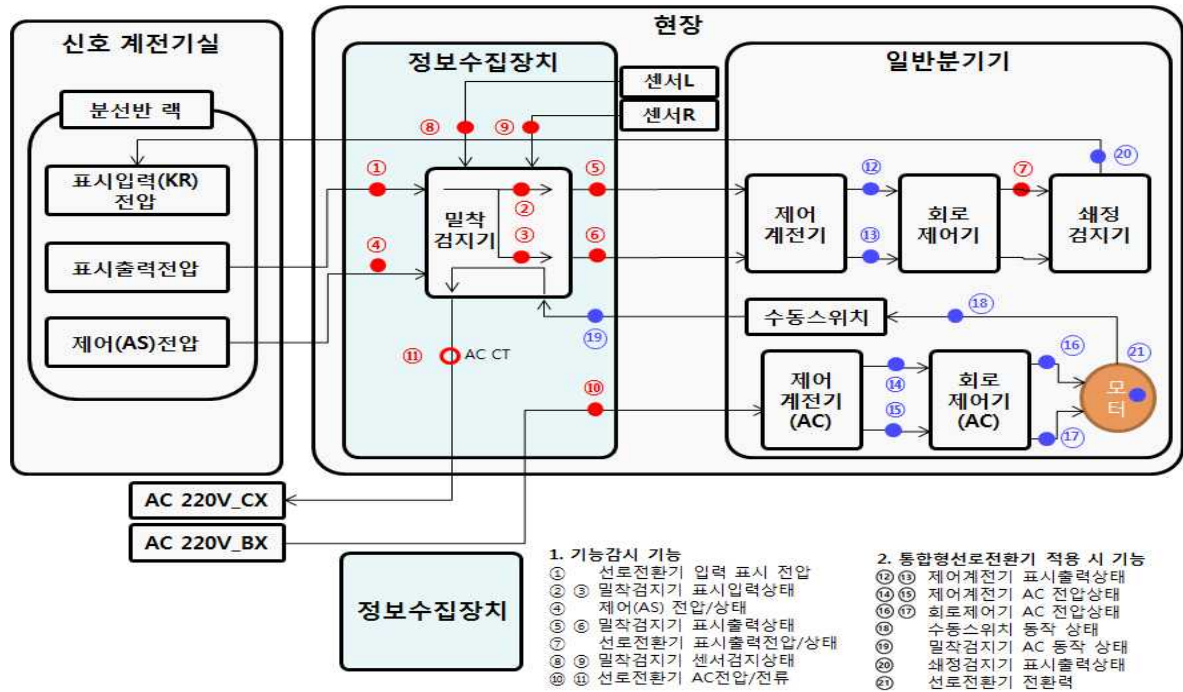 신호 계전기실
분선반 랙
표시입력(KR)
전압
표시출력전압
제어(AS)전압
현장
정보수집장치
센서L
센서R
⑧
⑨
①
④
밀착
검지기
②
③
⑤
⑥
⑪
AC CT
⑩
⑲
일반분기기
⑳
⑫
⑬
⑦
제어
계전기
회로
제어기
쇄정
검지기
수동스위치
⑱
제어
계전기
(AC)
⑭
⑮
회로
제어기
(AC)
⑯
⑰
㉑
모
터
AC 220V_CX
AC 220V_BX
정보수집장치
1. 기능감시 기능
① 선로전환기 입력 표시 전압
② ③ 밀착검지기 표시입력상태
④ 제어(AS) 전압/상태
⑤ ⑥ 밀착검지기 표시출력상태
⑦ 선로전환기 표시출력전압/상태
⑧ ⑨ 밀착검지기 센서검지상태
⑩ ⑪ 선로전환기 AC전압/전류
2. 통합형선로전환기 적용 시 기능
⑫⑬ 제어계전기 표시출력상태
⑭⑮ 제어계전기 AC 전압상태
⑯⑰ 회로제어기 AC 전압상태
⑱ 수동스위치 동작 상태
⑲ 밀착검지기 AC 동작 상태
⑳ 쇄정검지기 표시출력상태
㉑ 선로전환기 전환력